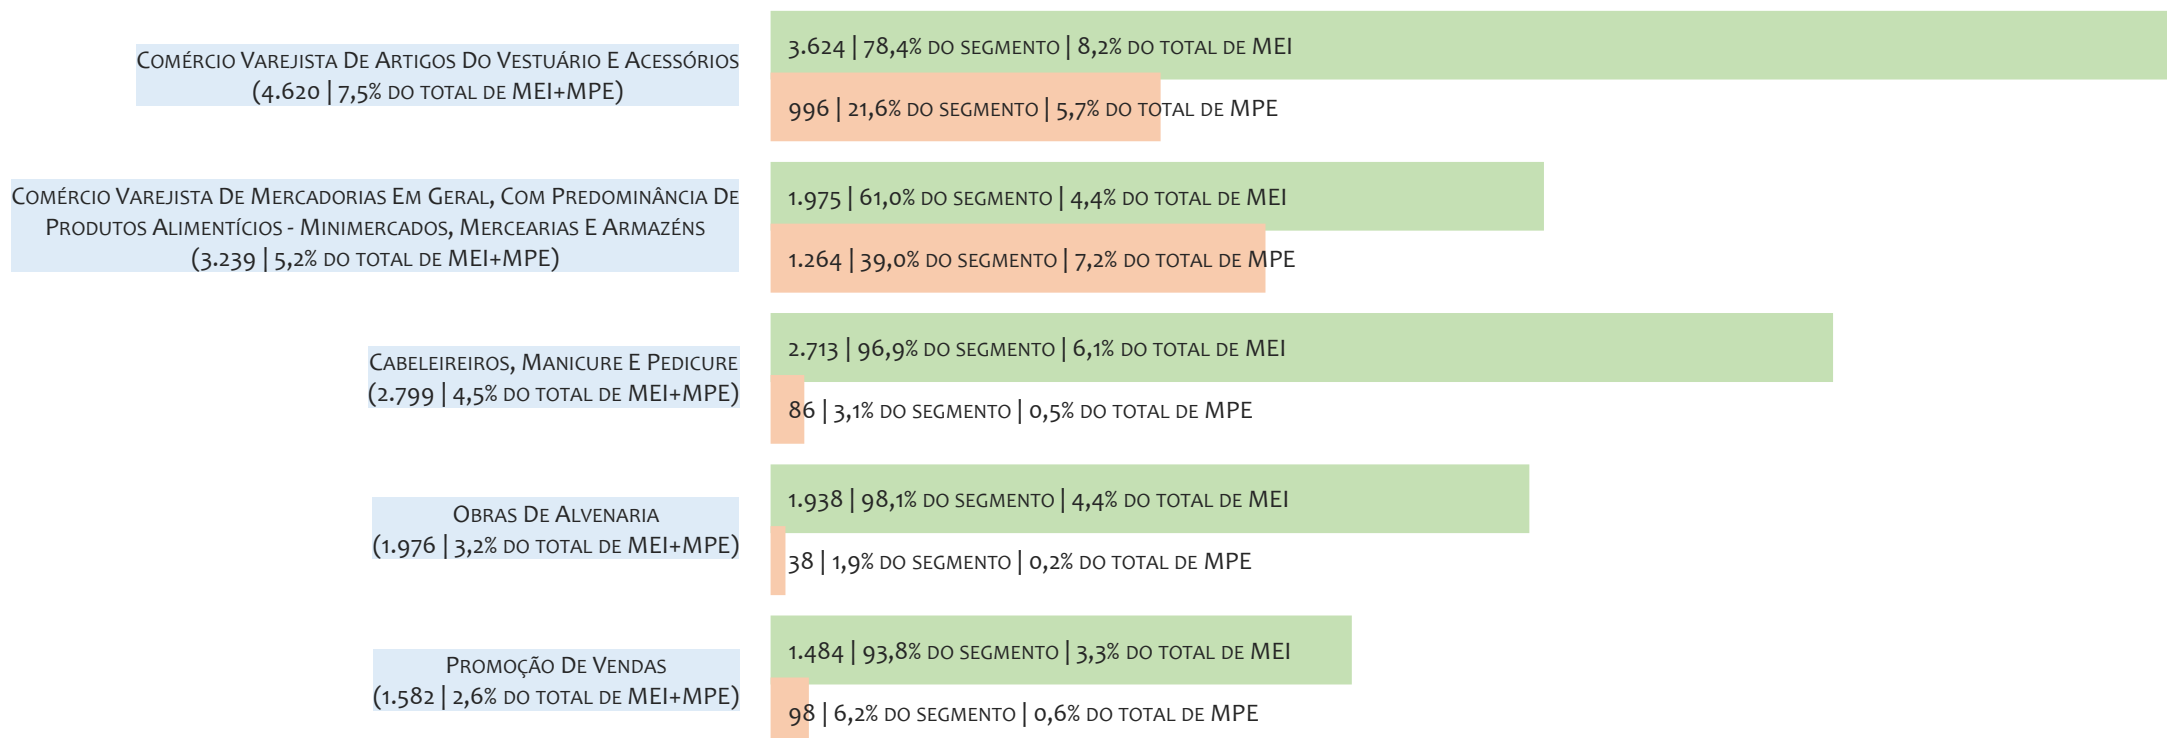 Comércio Varejista De Artigos Do Vestuário E Acessórios
(4.620 | 7,5% do total de MEI+MPE)
3.624 | 78,4% do segmento | 8,2% do total de MEI
996 | 21,6% do segmento | 5,7% do total de MPE
Comércio Varejista De Mercadorias Em Geral, Com Predominância De
Produtos Alimentícios - Minimercados, Mercearias E Armazéns
(3.239 | 5,2% do total de MEI+MPE)
1.975 | 61,0% do segmento | 4,4% do total de MEI
1.264 | 39,0% do segmento | 7,2% do total de MPE
Cabeleireiros, Manicure E Pedicure
(2.799 | 4,5% do total de MEI+MPE)
2.713 | 96,9% do segmento | 6,1% do total de MEI
86 | 3,1% do segmento | 0,5% do total de MPE
Obras De Alvenaria
(1.976 | 3,2% do total de MEI+MPE)
1.938 | 98,1% do segmento | 4,4% do total de MEI
38 | 1,9% do segmento | 0,2% do total de MPE
Promoção De Vendas
(1.582 | 2,6% do total de MEI+MPE)
1.484 | 93,8% do segmento | 3,3% do total de MEI
98 | 6,2% do segmento | 0,6% do total de MPE